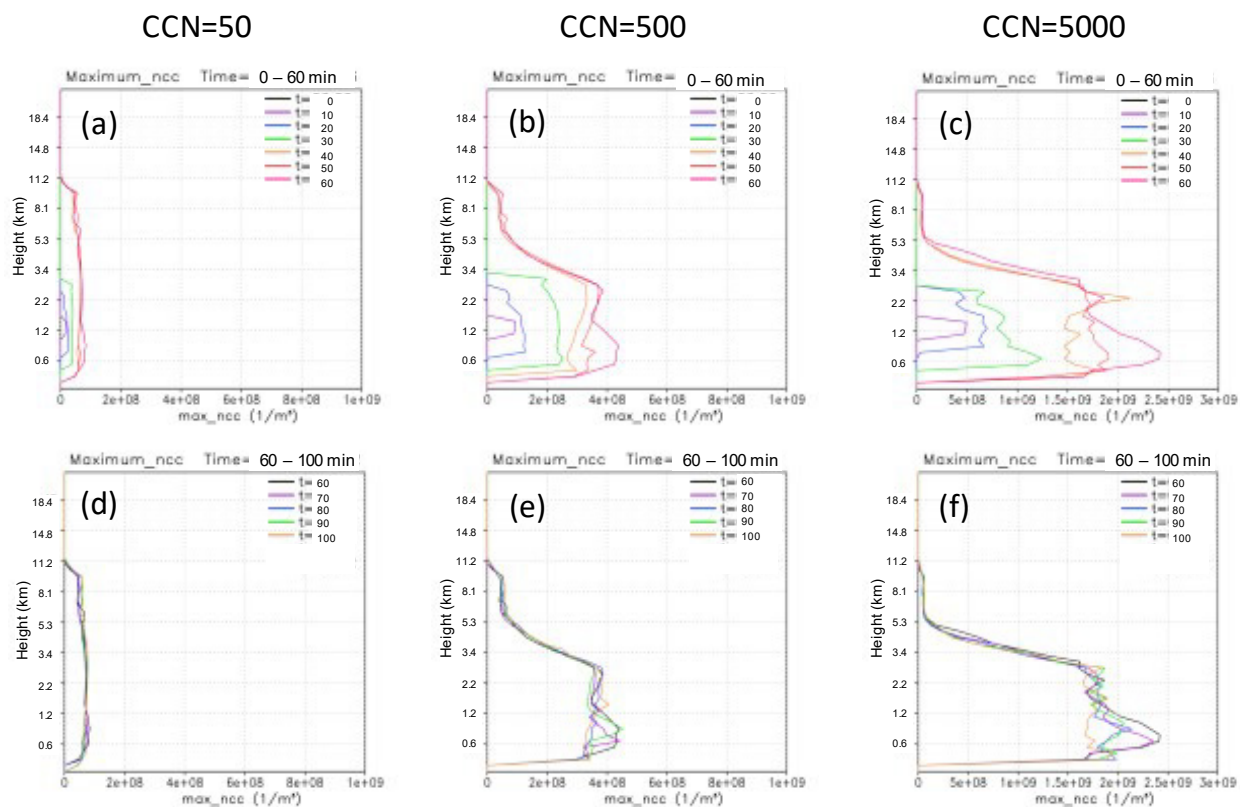 CCN=50 CCN=500 CCN=5000
Maximum_ncc Time= 0 – 60 min
(a)
t= 0
t= 10
t= 20
t= 30
t= 40
t= 50
t= 60
18.4
14.8
11.2
8.1
5.3
3.4
2.2
1.2
0.6
Height (km)
0 2e+08 4e+08 6e+08 8e+08 1e+09
max_ncc (1/m³)
Maximum_ncc Time= 0 – 60 min
(b)
t= 0
t= 10
t= 20
t= 30
t= 40
t= 50
t= 60
18.4
14.8
11.2
8.1
5.3
3.4
2.2
1.2
0.6
Height (km)
0 2e+08 4e+08 6e+08 8e+08 1e+09
max_ncc (1/m³)
Maximum_ncc Time= 0 – 60 min
(c)
t= 0
t= 10
t= 20
t= 30
t= 40
t= 50
t= 60
18.4
14.8
11.2
8.1
5.3
3.4
2.2
1.2
0.6
Height (km)
0 5e+08 1e+09 1.5e+09 2e+09 2.5e+09 3e+09
max_ncc (1/m³)
Maximum_ncc Time= 60 – 100 min
(d)
t= 60
t= 70
t= 80
t= 90
t= 100
18.4
14.8
11.2
8.1
5.3
3.4
2.2
1.2
0.6
Height (km)
0 2e+08 4e+08 6e+08 8e+08 1e+09
max_ncc (1/m³)
Maximum_ncc Time= 60 – 100 min
(e)
t= 60
t= 70
t= 80
t= 90
t= 100
18.4
14.8
11.2
8.1
5.3
3.4
2.2
1.2
0.6
Height (km)
0 2e+08 4e+08 6e+08 8e+08 1e+09
max_ncc (1/m³)
Maximum_ncc Time= 60 – 100 min
(f)
t= 60
t= 70
t= 80
t= 90
t= 100
18.4
14.8
11.2
8.1
5.3
3.4
2.2
1.2
0.6
Height (km)
0 5e+08 1e+09 1.5e+09 2e+09 2.5e+09 3e+09
max_ncc (1/m³)